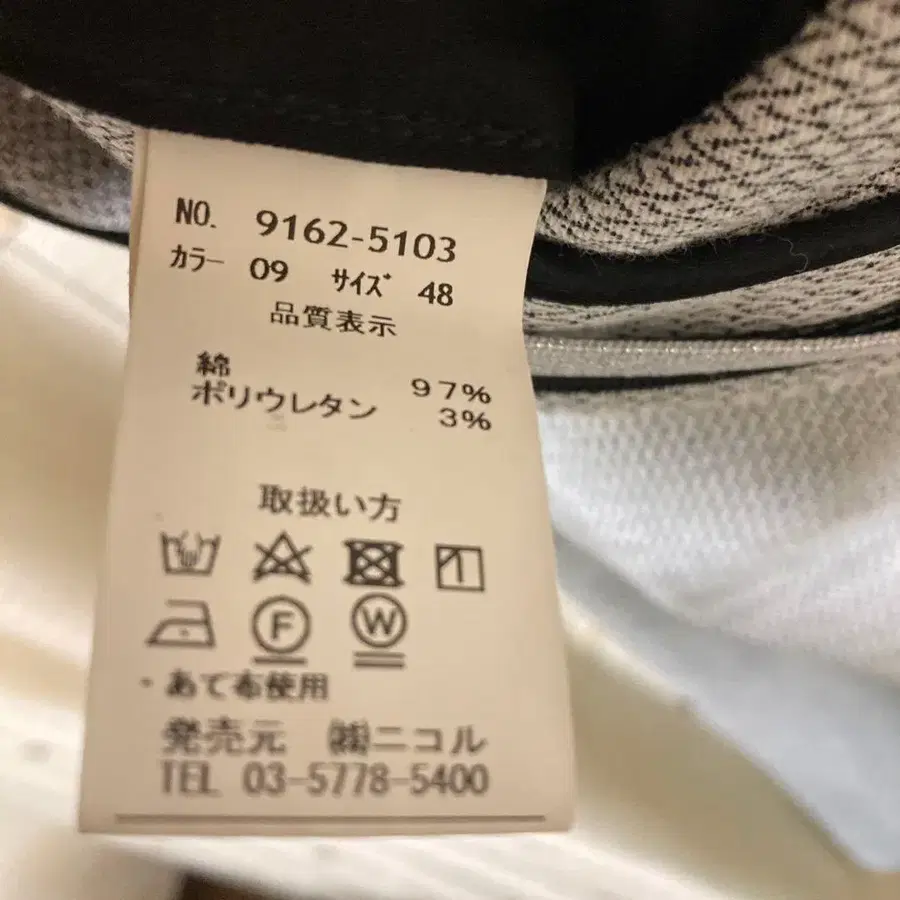 NO. 9162-5103
カラー 09 サイズ 48
品質表示
綿 97%
ポリウレタン 3%
取扱い方
F W
・あて布使用
発売元 ㈱ニコル
TEL 03-5778-5400